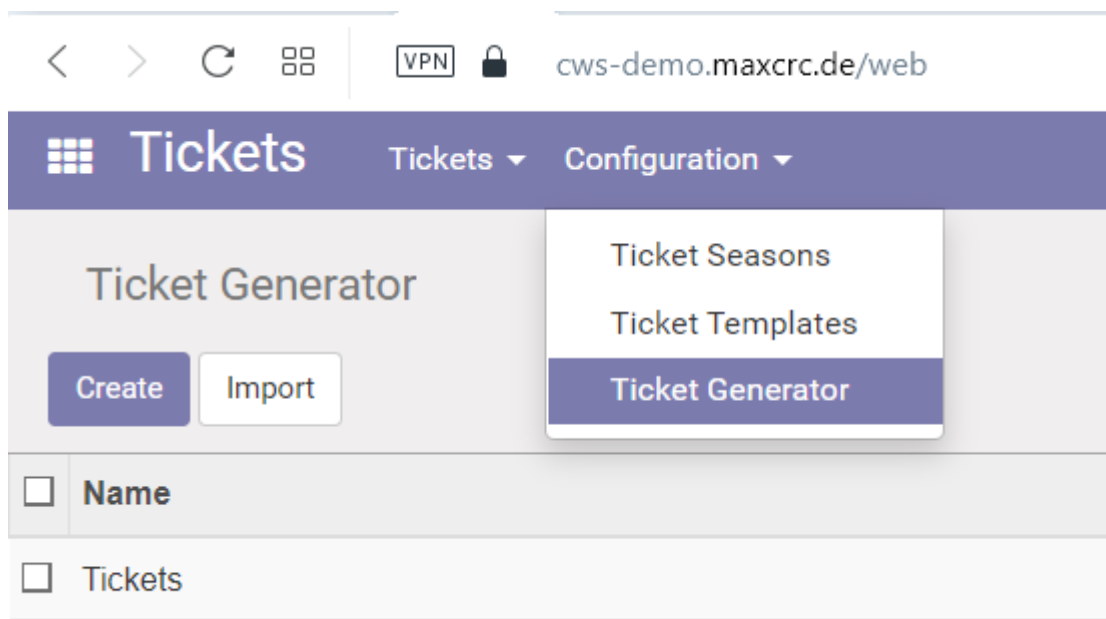 VPN cws-demo.maxcrc.de/web
Tickets Tickets Configuration
Ticket Seasons
Ticket Generator
Ticket Templates
Create Import
Ticket Generator
Name
Tickets